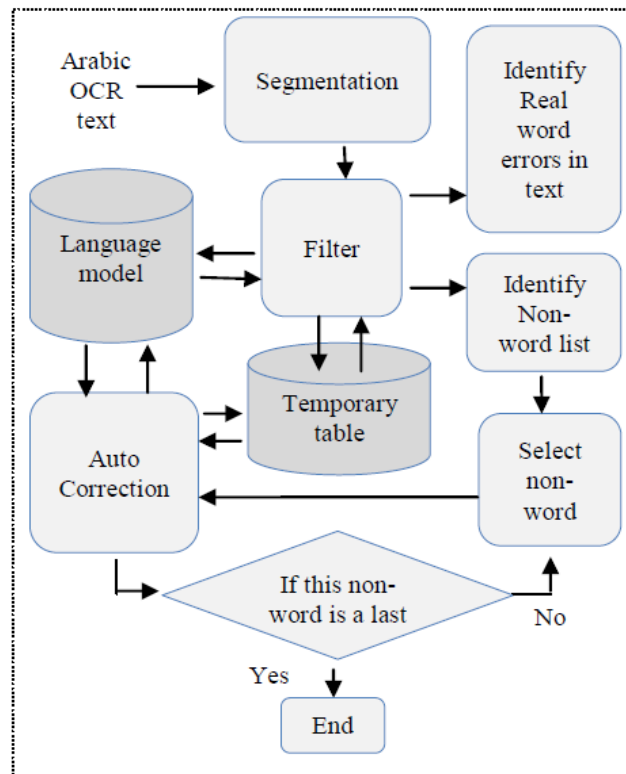 Arabic
OCR
text
Segmentation
Identify
Real
word
errors in
text
Language
model
Filter
Identify
Non-
word list
Temporary
table
Auto
Correction
Select
non-
word
If this non-
word is a last
No
Yes
End